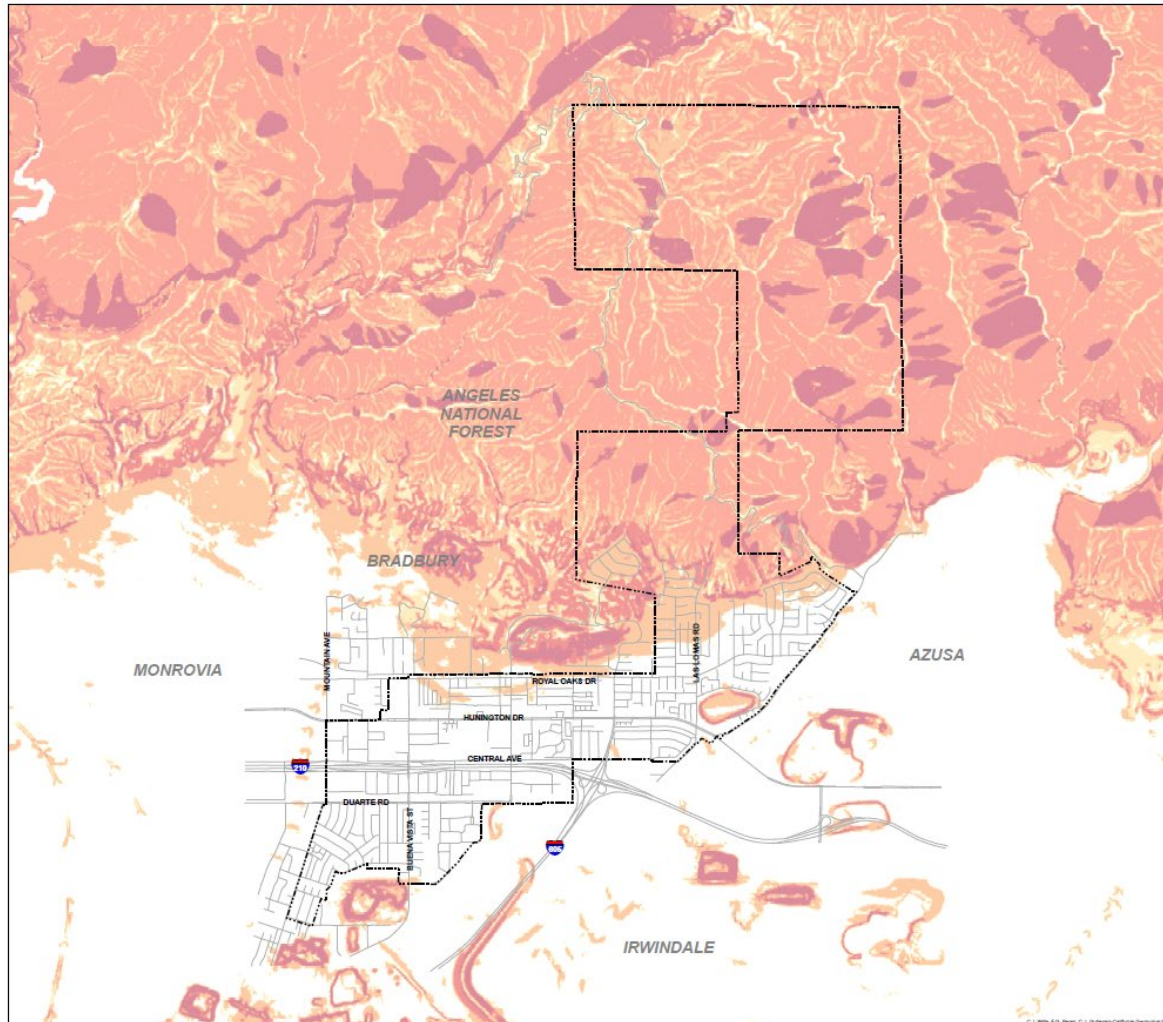 ANGELES
NATIONAL
FOREST
BRADBURY
MONROVIA
MOUNTAIN AVE
LAS LOMAS RD
AZUSA
ROYAL OAKS DR
HUNINGTON DR
CENTRAL AVE
210
DUARTE RD
BUENA VISTA ST
605
IRWINDALE